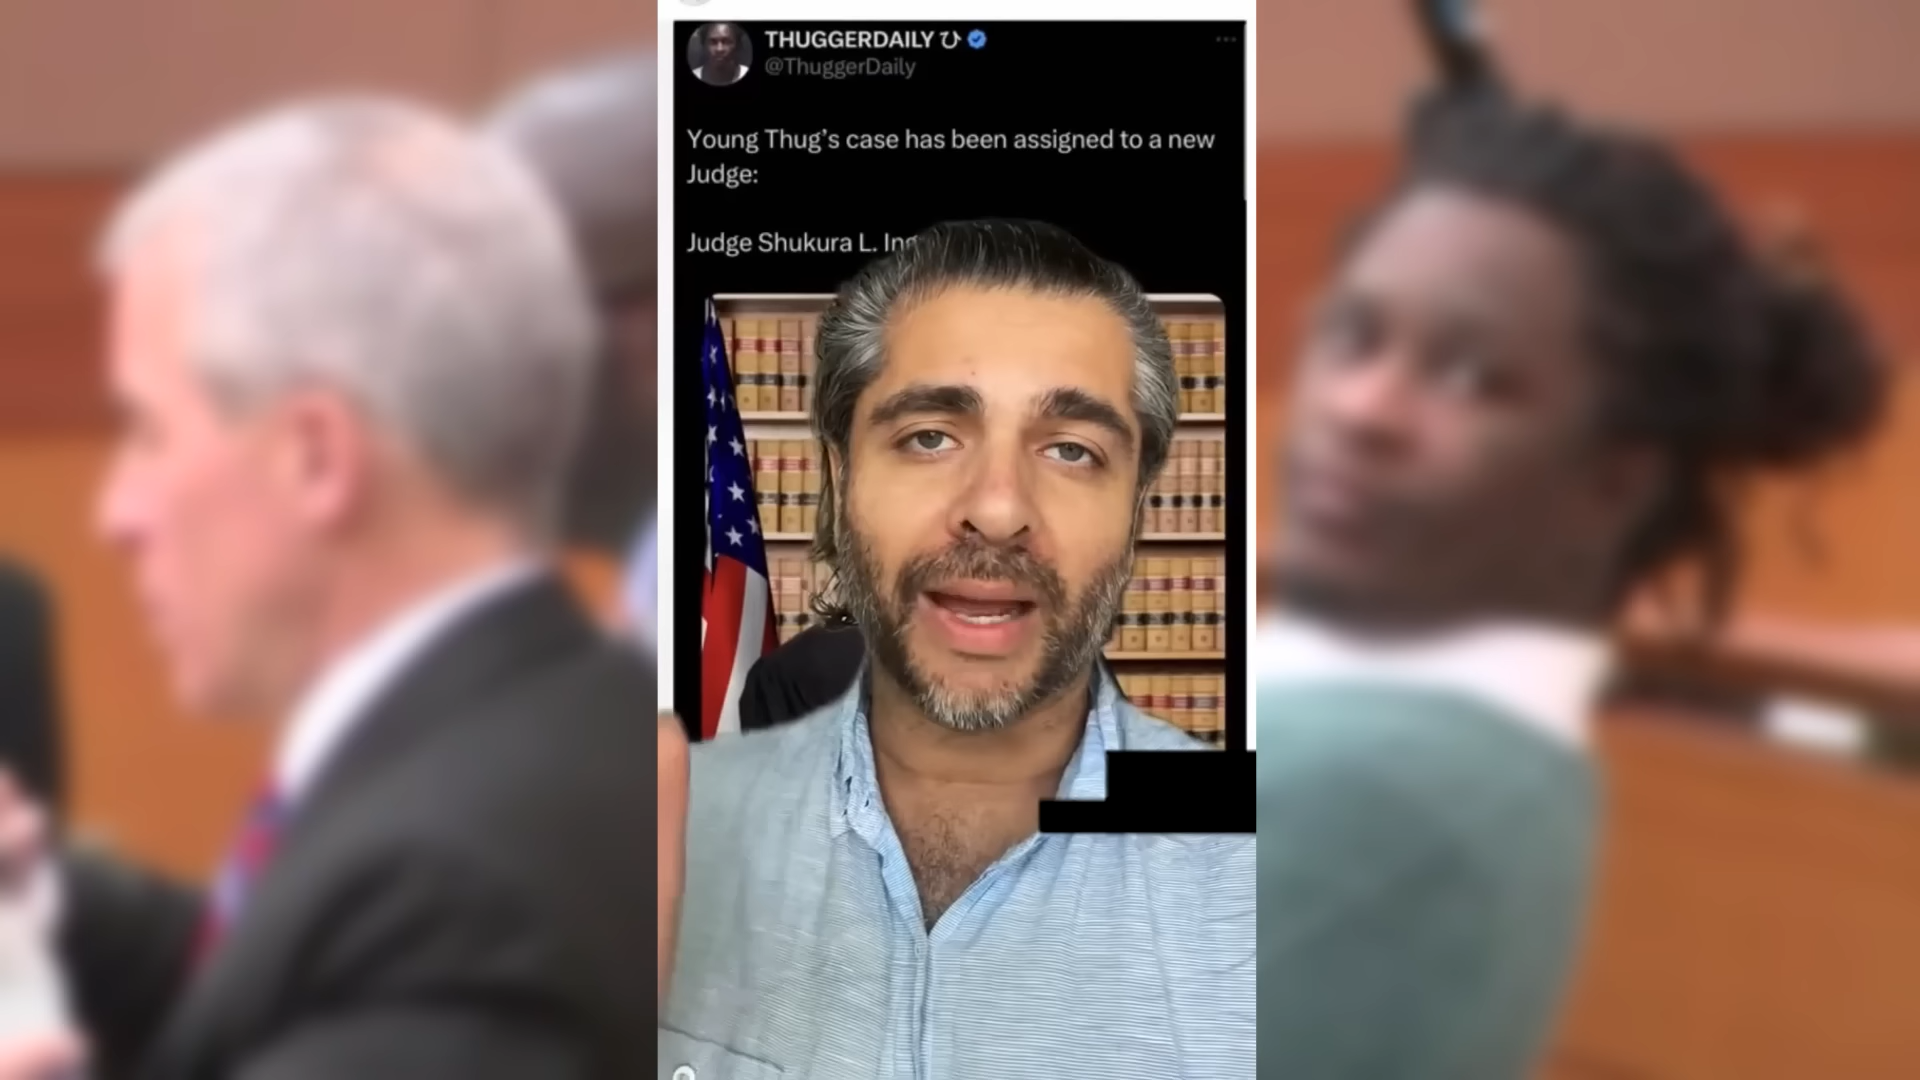 THUGGERDAILY ひ
@ThuggerDaily
Young Thug’s case has been assigned to a new
Judge:
Judge Shukura L.